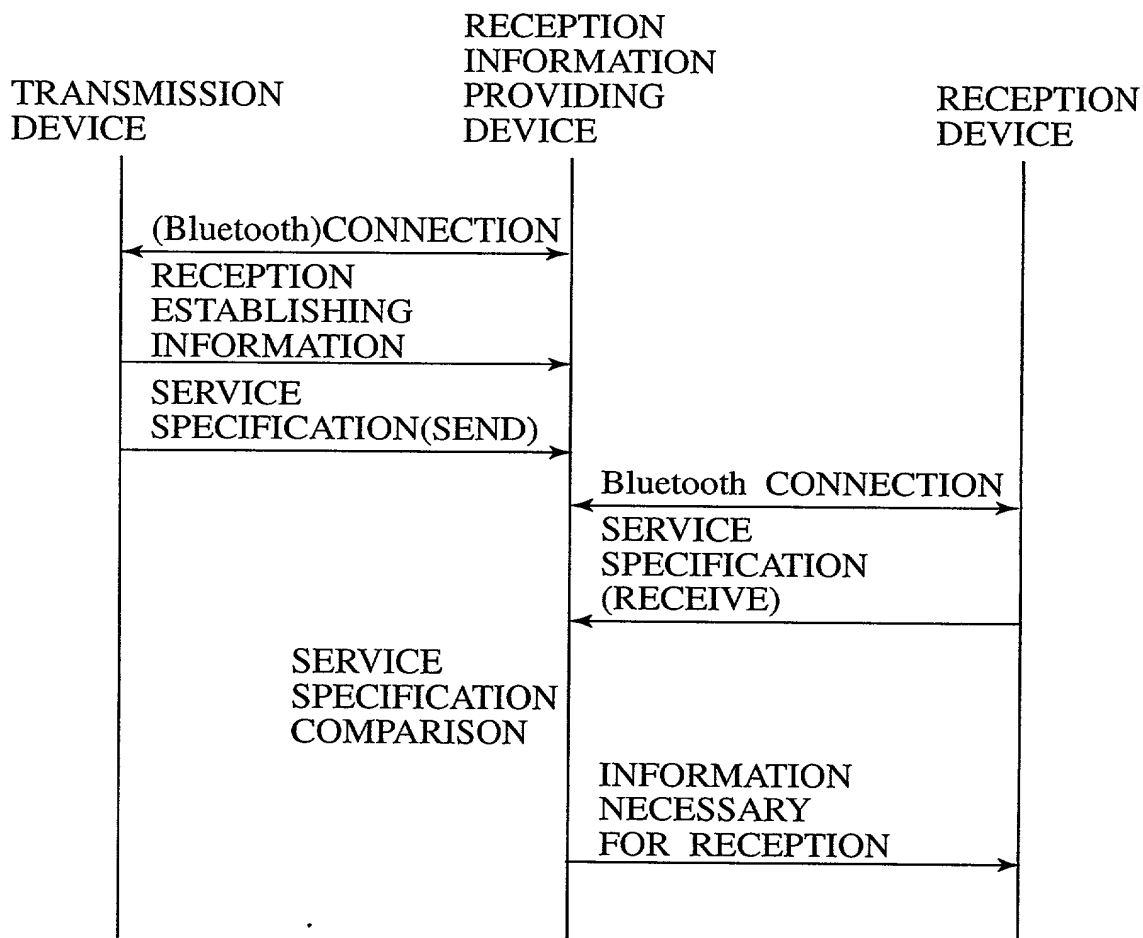 RECEPTION
INFORMATION
PROVIDING
DEVICE
TRANSMISSION
DEVICE
RECEPTION
DEVICE
(Bluetooth)CONNECTION
RECEPTION
ESTABLISHING
INFORMATION
SERVICE
SPECIFICATION(SEND)
Bluetooth CONNECTION
SERVICE
SPECIFICATION
(RECEIVE)
SERVICE
SPECIFICATION
COMPARISON
INFORMATION
NECESSARY
FOR RECEPTION